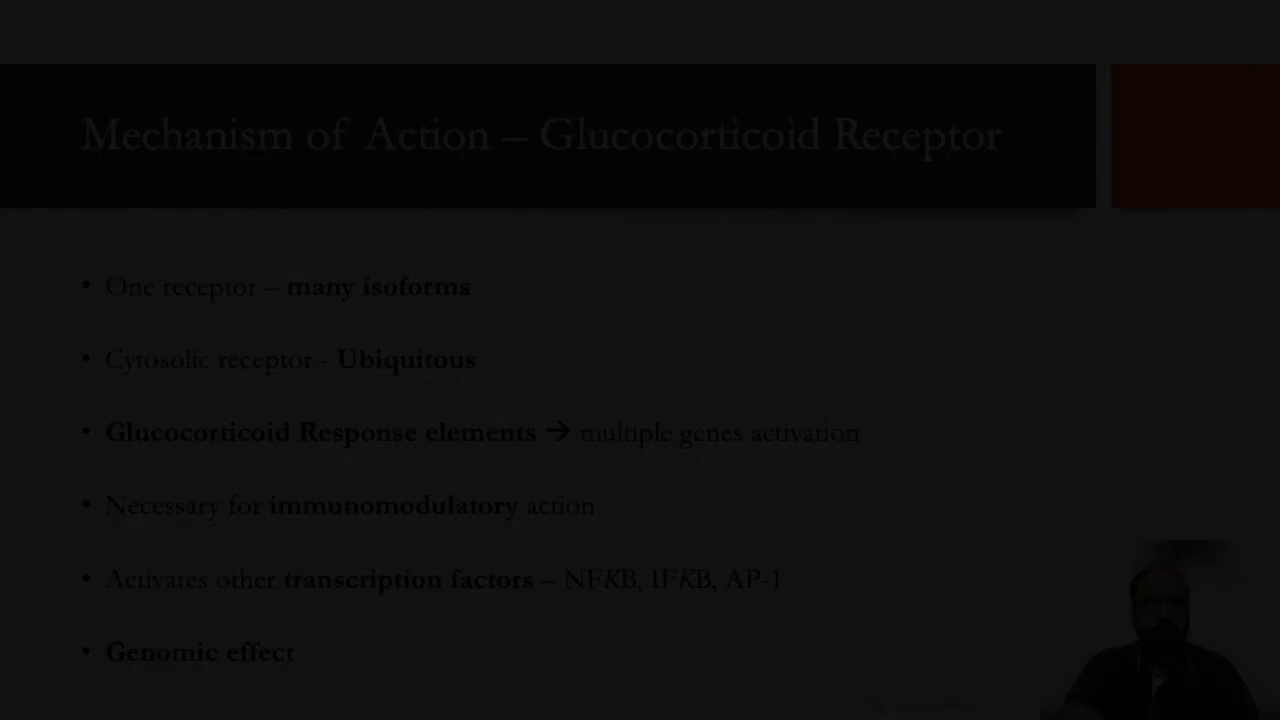 Mechanism of Action – Glucocorticoid Receptor
• One receptor – many isoforms
• Cytosolic receptor - Ubiquitous
• Glucocorticoid Response elements → multiple genes activation
• Necessary for immunomodulatory action
• Activates other transcription factors – NFKB, IFKB, AP-1
• Genomic effect